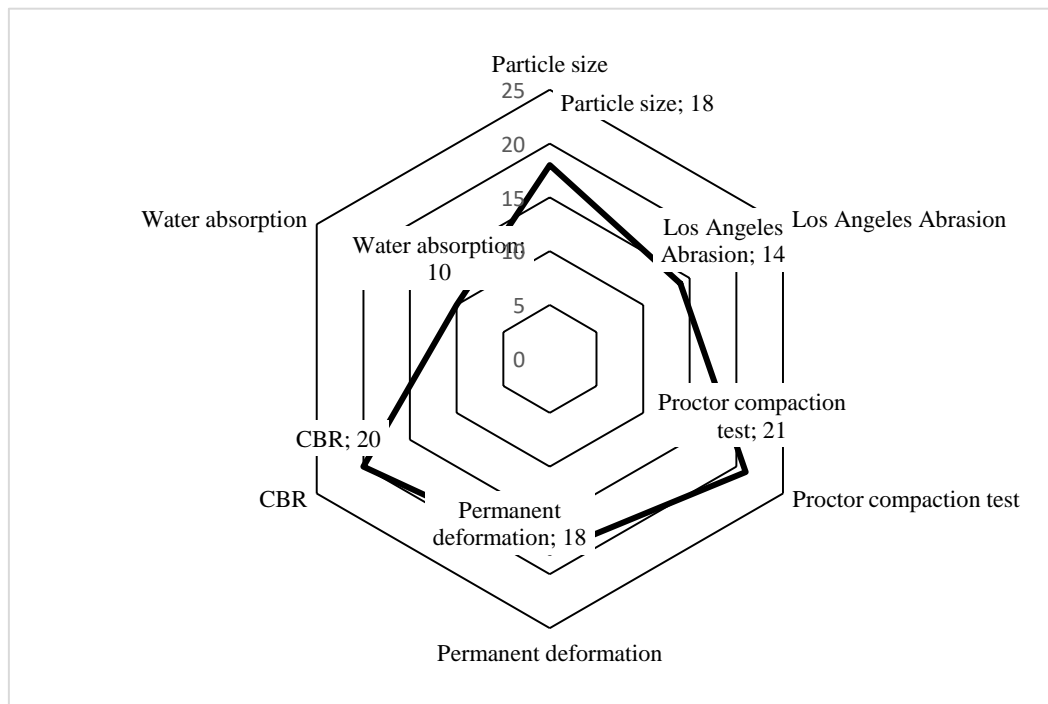 Particle size
25
Particle size; 18
20
15
Water absorption
Los Angeles Abrasion
Los Angeles
Abrasion; 14
Water absorption;
10
10
5
0
Proctor compaction
test; 21
CBR; 20
CBR
Proctor compaction test
Permanent
deformation; 18
Permanent deformation